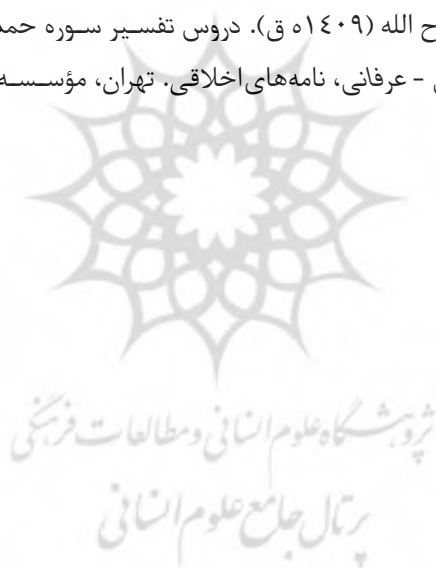 ح الله (۱٤۰۹ه ق). دروس تفسیر سوره حمد
- عرفانی، نامه‌های اخلاقی. تهران، مؤسسه
پژوهشگاه علوم انسانی و مطالعات فرهنگی
پرتال جامع علوم انسانی